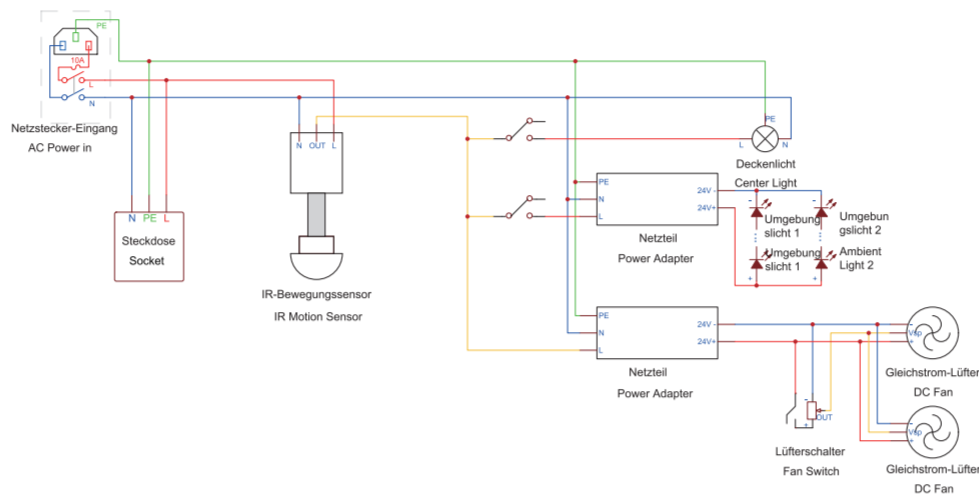 PE
10A
L
N
Netzstecker-Eingang
AC Power in
N PE L
Steckdose
Socket
N OUT L
IR-Bewegungssensor
IR Motion Sensor
PE
L N
Deckenlicht
Center Light
PE
N
L
24V -
24V+
Netzteil
Power Adapter
-
-
Umgebung
slicht 1
Umgebun
gslicht 2
Umgebung
slicht 1
Ambient
Light 2
+
+
PE
N
L
24V -
24V+
Netzteil
Power Adapter
-
Vsp
+
Gleichstrom-Lüfter
DC Fan
-
OUT
+
Lüfterschalter
Fan Switch
-
Vsp
+
Gleichstrom-Lüfter
DC Fan